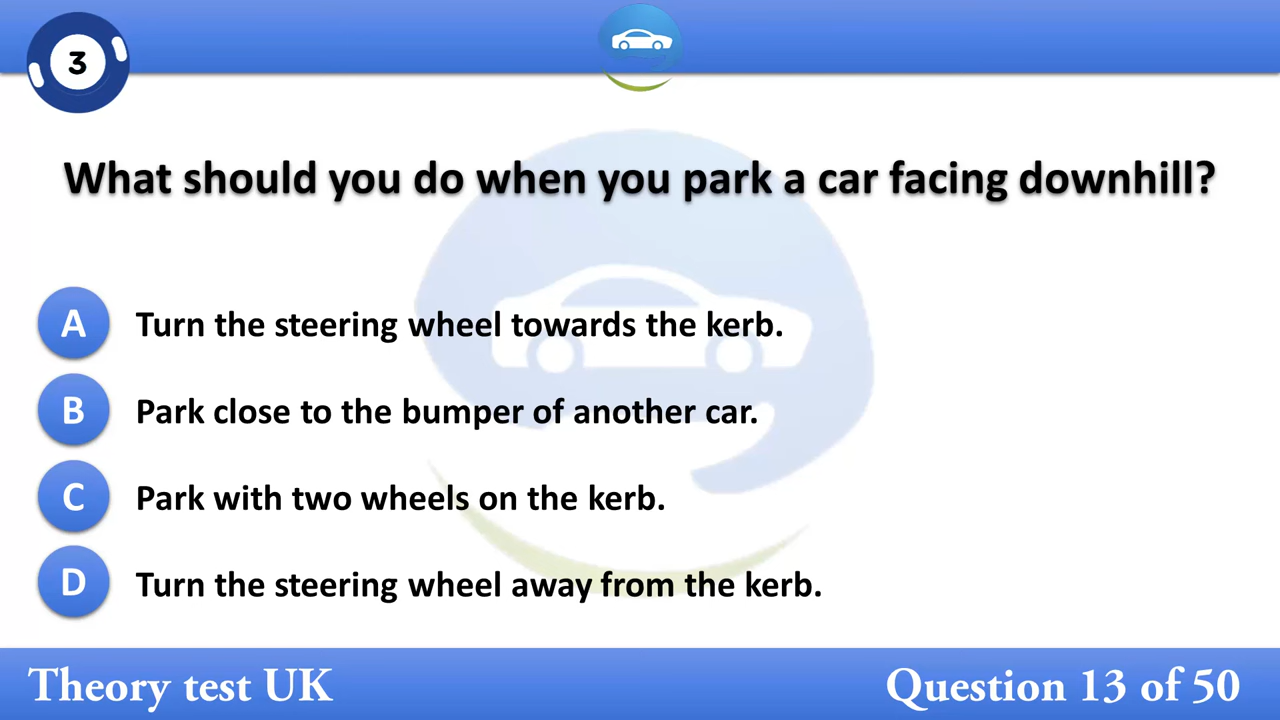 3
What should you do when you park a car facing downhill?
A Turn the steering wheel towards the kerb.
B Park close to the bumper of another car.
C Park with two wheels on the kerb.
D Turn the steering wheel away from the kerb.
Theory test UK Question 13 of 50